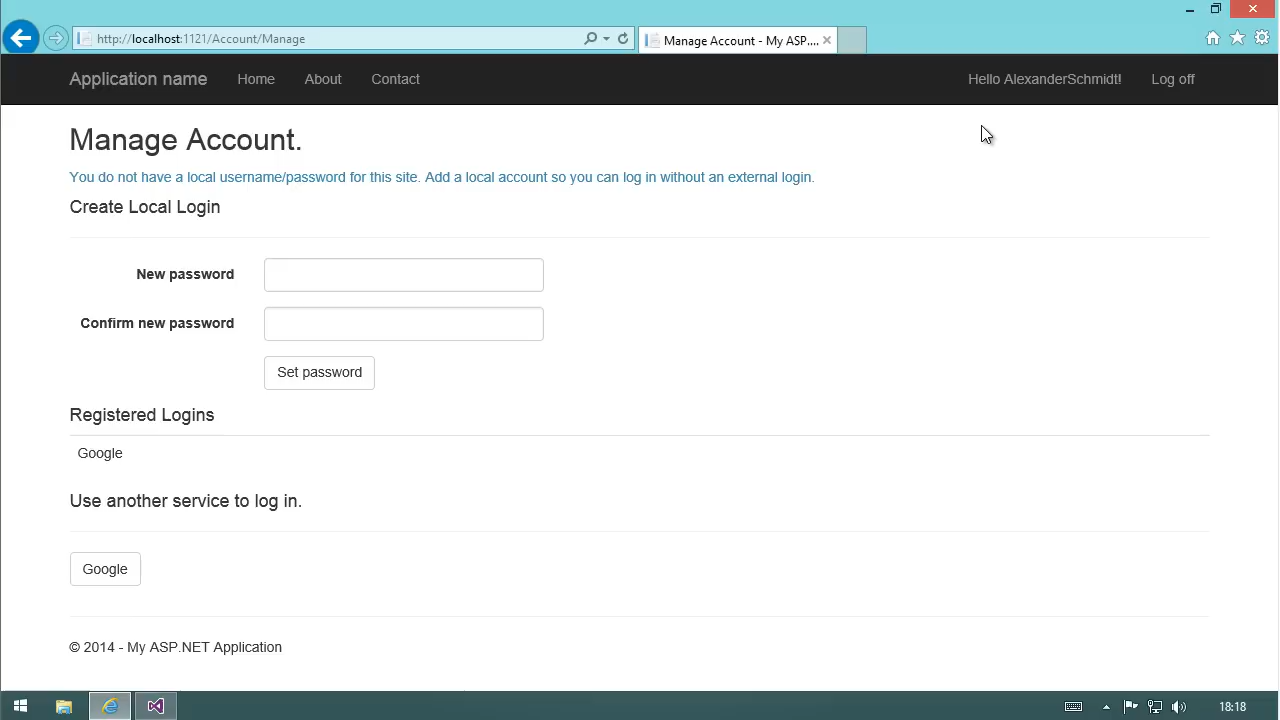 http://localhost:1121/Account/Manage
Manage Account - My ASP....
Application name Home About Contact Hello AlexanderSchmidt! Log off
Manage Account.
You do not have a local username/password for this site. Add a local account so you can log in without an external login.
Create Local Login
New password
Confirm new password
Set password
Registered Logins
Google
Use another service to log in.
Google
© 2014 - My ASP.NET Application
18:18